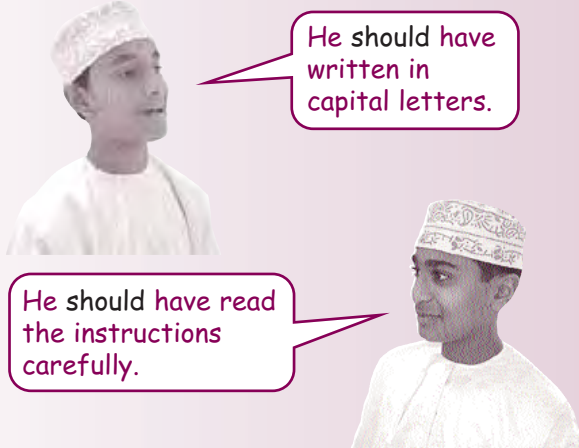 He should have
written in
capital letters.
He should have read
the instructions
carefully.